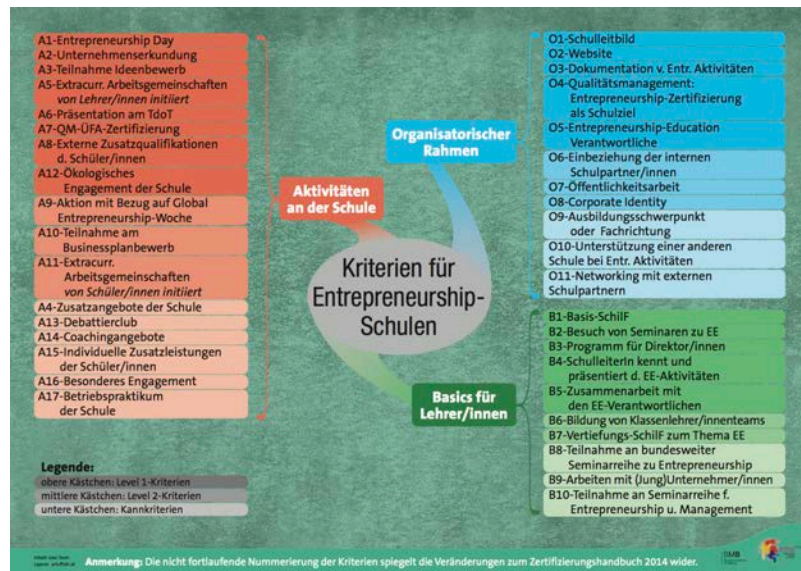 A1-Entrepreneurship Day
A2-Unternehmenserkundung
A3-Teilnahme Ideenbewerb
A5-Extracurr. Arbeitsgemeinschaften
von Lehrer/innen initiiert
A6-Präsentation am TdoT
A7-QM-ÜFA-Zertifizierung
A8-Externe Zusatzqualifikationen
d. Schüler/innen
A12-Ökologisches
Engagement der Schule
A9-Aktion mit Bezug auf Global
Entrepreneurship-Woche
A10-Teilnahme am
Businessplanbewerb
A11-Extracurr.
Arbeitsgemeinschaften
von Schüler/innen initiiert
A4-Zusatzangebote der Schule
A13-Debattierclub
A14-Coachingangebote
A15-Individuelle Zusatzleistungen
der Schüler/innen
A16-Besonderes Engagement
A17-Betriebspraktikum
der Schule
Aktivitäten
an der Schule
Kriterien für
Entrepreneurship-
Schulen
Organisatorischer
Rahmen
O1-Schulleitbild
O2-Website
O3-Dokumentation v. Entr. Aktivitäten
O4-Qualitätsmanagement:
Entrepreneurship-Zertifizierung
als Schulziel
O5-Entrepreneurship-Education
Verantwortliche
O6-Einbeziehung der internen
Schulpartner/innen
O7-Öffentlichkeitsarbeit
O8-Corporate Identity
O9-Ausbildungsschwerpunkt
oder Fachrichtung
O10-Unterstützung einer anderen
Schule bei Entr. Aktivitäten
O11-Networking mit externen
Schulpartnern
Basics für
Lehrer/innen
B1-Basis-SchilF
B2-Besuch von Seminaren zu EE
B3-Programm für Direktor/innen
B4-SchulleiterIn kennt und
präsentiert d. EE-Aktivitäten
B5-Zusammenarbeit mit
den EE-Verantwortlichen
B6-Bildung von Klassenlehrer/innenteams
B7-Vertiefungs-SchilF zum Thema EE
B8-Teilnahme an bundesweiter
Seminarreihe zu Entrepreneurship
B9-Arbeiten mit (Jung)Unternehmer/innen
B10-Teilnahme an Seminarreihe f.
Entrepreneurship u. Management
Legende:
obere Kästchen: Level 1-Kriterien
mittlere Kästchen: Level 2-Kriterien
untere Kästchen: Kannkriterien
Anmerkung: Die nicht fortlaufende Nummerierung der Kriterien spiegelt die Veränderungen zum Zertifizierungshandbuch 2014 wider.
BMB